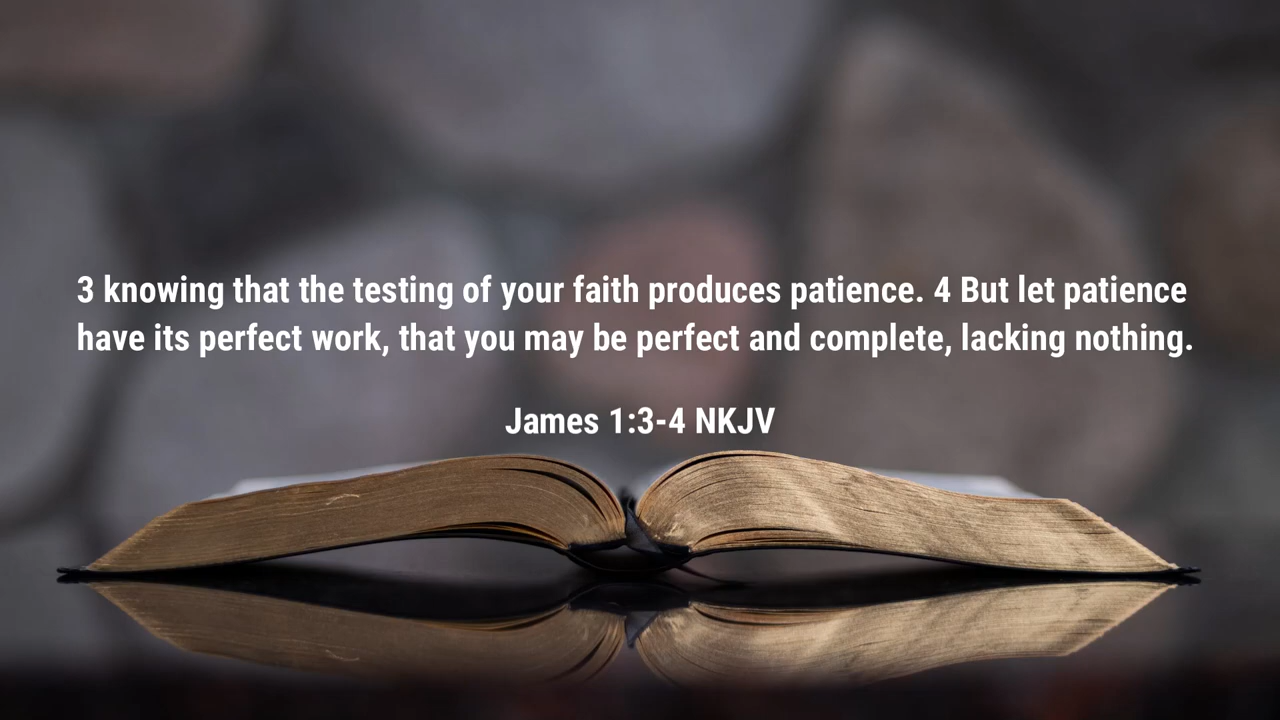 3 knowing that the testing of your faith produces patience. 4 But let patience
have its perfect work, that you may be perfect and complete, lacking nothing.
James 1:3-4 NKJV